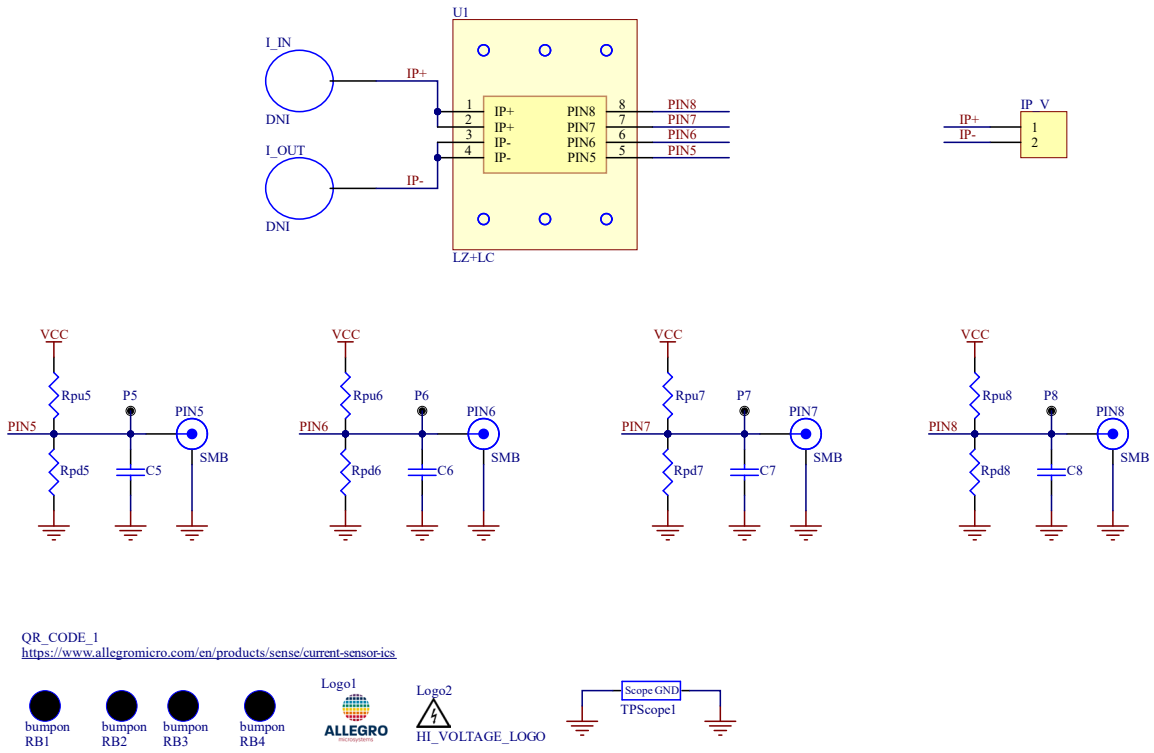 U1
I_IN
IP+
DNI
1 IP+ PIN8 8 PIN8
2 IP+ PIN7 7 PIN7
3 IP- PIN6 6 PIN6
4 IP- PIN5 5 PIN5
I_OUT
IP-
DNI
LZ+LC
IP_V
IP+ 1
IP- 2
VCC
Rpu5
P5
PIN5
PIN5
SMB
Rpd5
C5
VCC
Rpu6
P6
PIN6
PIN6
SMB
Rpd6
C6
VCC
Rpu7
P7
PIN7
PIN7
SMB
Rpd7
C7
VCC
Rpu8
P8
PIN8
PIN8
SMB
Rpd8
C8
QR_CODE_1
https://www.allegromicro.com/en/products/sense/current-sensor-ics
bumpon
RB1
bumpon
RB2
bumpon
RB3
bumpon
RB4
Logo1
ALLEGRO
microsystems
Logo2
HI_VOLTAGE_LOGO
Scope GND
TPScope1